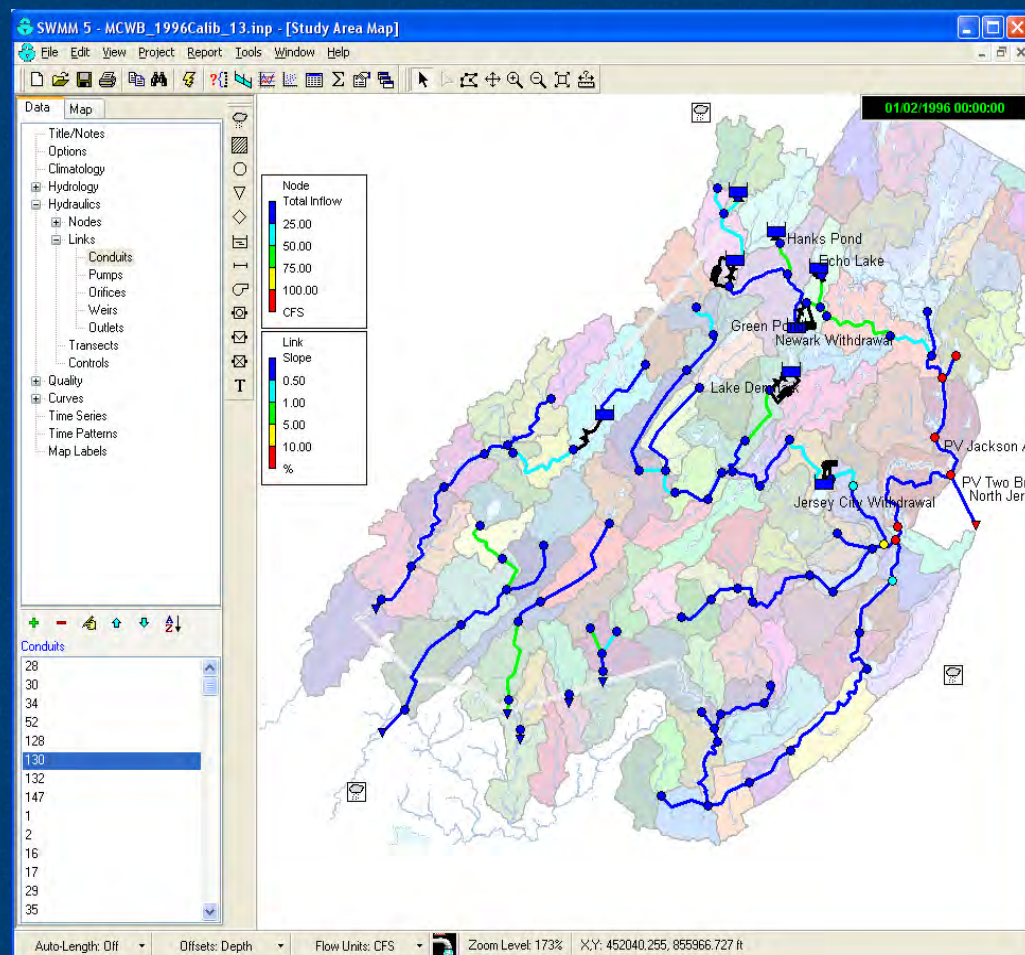 SWMM 5 - MCWB_1996Calib_13.inp - [Study Area Map]
File Edit View Project Report Tools Window Help
Data Map
01/02/1996 00:00:00
Title/Notes
Options
Climatology
Hydrology
Hydraulics
Nodes
Links
Conduits
Pumps
Orifices
Weirs
Outlets
Transects
Controls
Quality
Curves
Time Series
Time Patterns
Map Labels
T
Node
Total Inflow
25.00
50.00
75.00
100.00
CFS
Link
Slope
0.50
1.00
5.00
10.00
%
Hanks Pond
Echo Lake
Green
Newark Withdrawal
Lake
PV Jackson A
PV Two Br
North Jer
Jersey City Withdrawal
Conduits
28
30
34
52
128
130
132
147
1
2
16
17
29
35
Auto-Length: Off Offsets: Depth Flow Units: CFS Zoom Level: 173% X,Y: 452040.255, 855966.727 ft